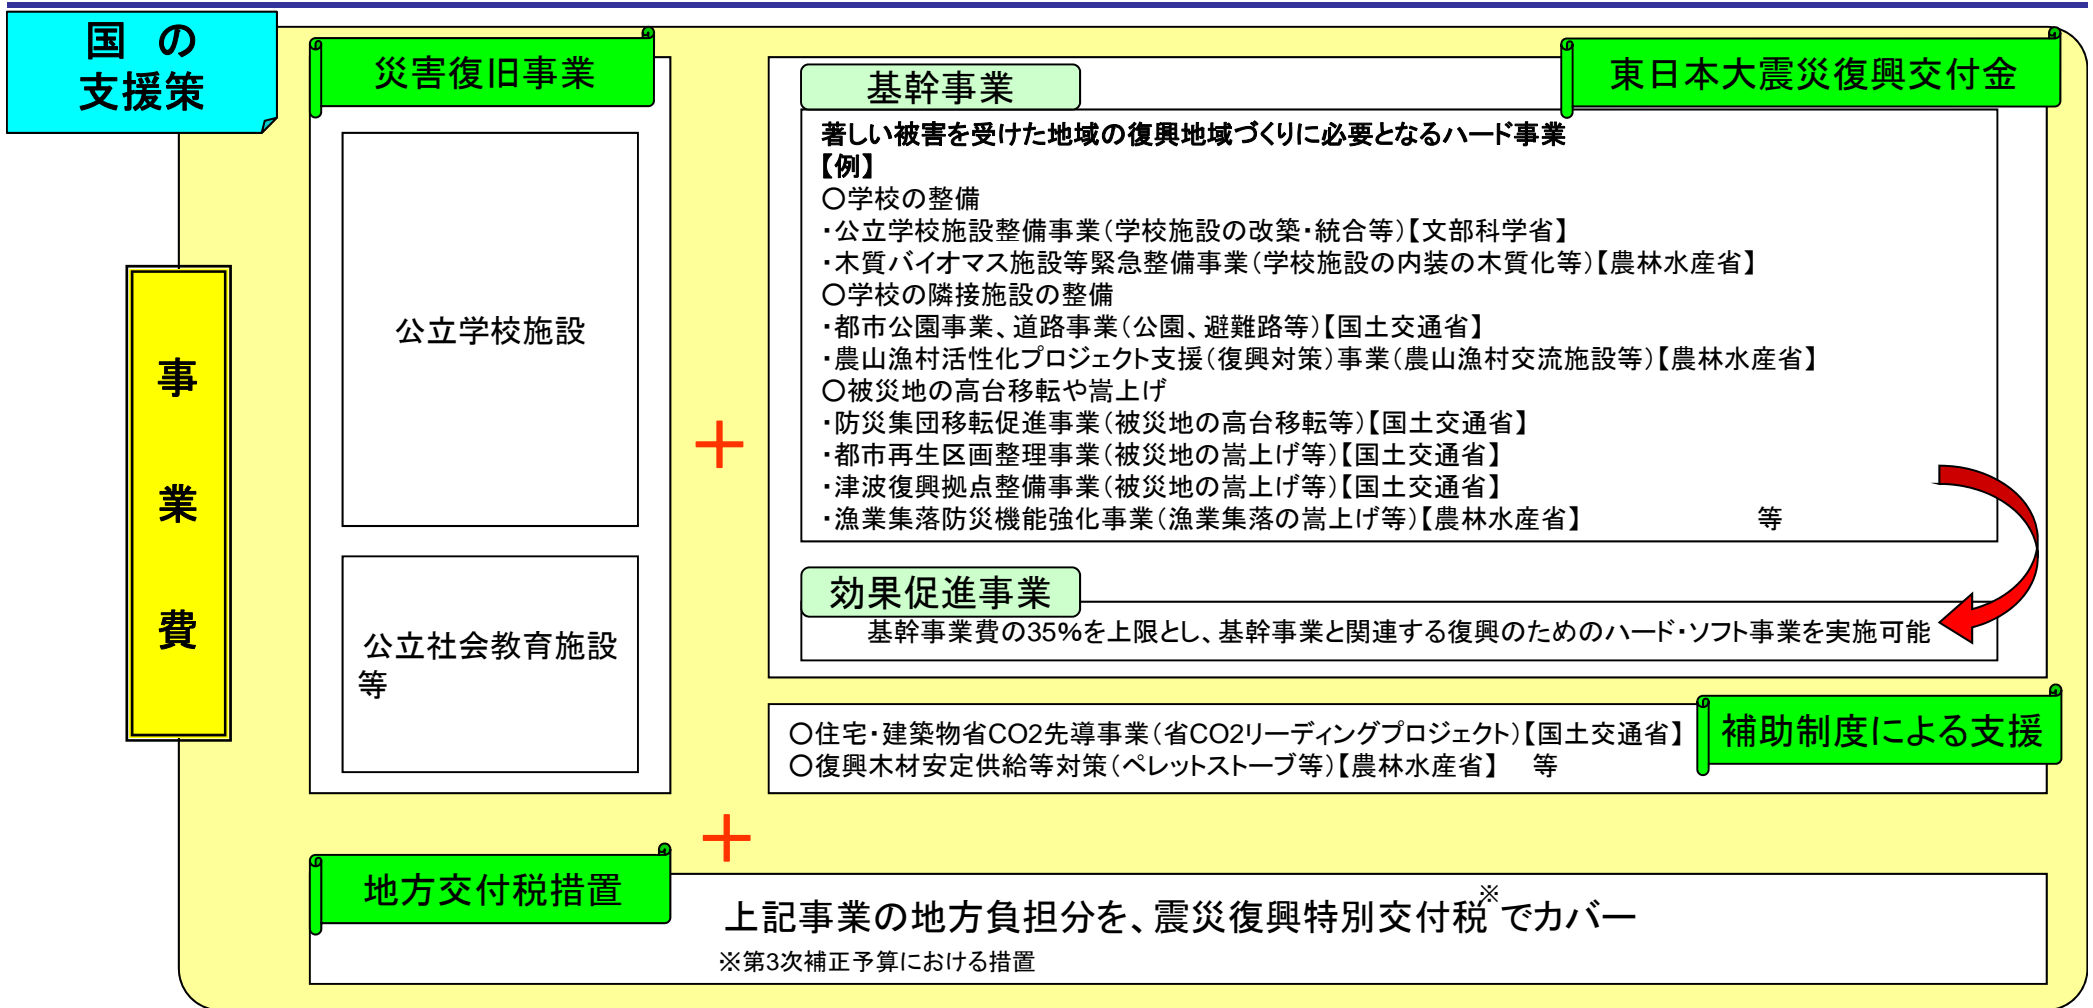 国 の
支援策
事
業
費
災害復旧事業
公立学校施設
公立社会教育施設
等
＋
東日本大震災復興交付金
基幹事業
著しい被害を受けた地域の復興地域づくりに必要となるハード事業
【例】
○学校の整備
・公立学校施設整備事業（学校施設の改築・統合等）【文部科学省】
・木質バイオマス施設等緊急整備事業（学校施設の内装の木質化等）【農林水産省】
○学校の隣接施設の整備
・都市公園事業、道路事業（公園、避難路等）【国土交通省】
・農山漁村活性化プロジェクト支援（復興対策）事業（農山漁村交流施設等）【農林水産省】
○被災地の高台移転や嵩上げ
・防災集団移転促進事業（被災地の高台移転等）【国土交通省】
・都市再生区画整理事業（被災地の嵩上げ等）【国土交通省】
・津波復興拠点整備事業（被災地の嵩上げ等）【国土交通省】
・漁業集落防災機能強化事業（漁業集落の嵩上げ等）【農林水産省】 等
効果促進事業
基幹事業費の35％を上限とし、基幹事業と関連する復興のためのハード・ソフト事業を実施可能
補助制度による支援
○住宅・建築物省CO2先導事業（省CO2リーディングプロジェクト）【国土交通省】
○復興木材安定供給等対策（ペレットストーブ等）【農林水産省】 等
＋
地方交付税措置
上記事業の地方負担分を、震災復興特別交付税※でカバー
※第3次補正予算における措置